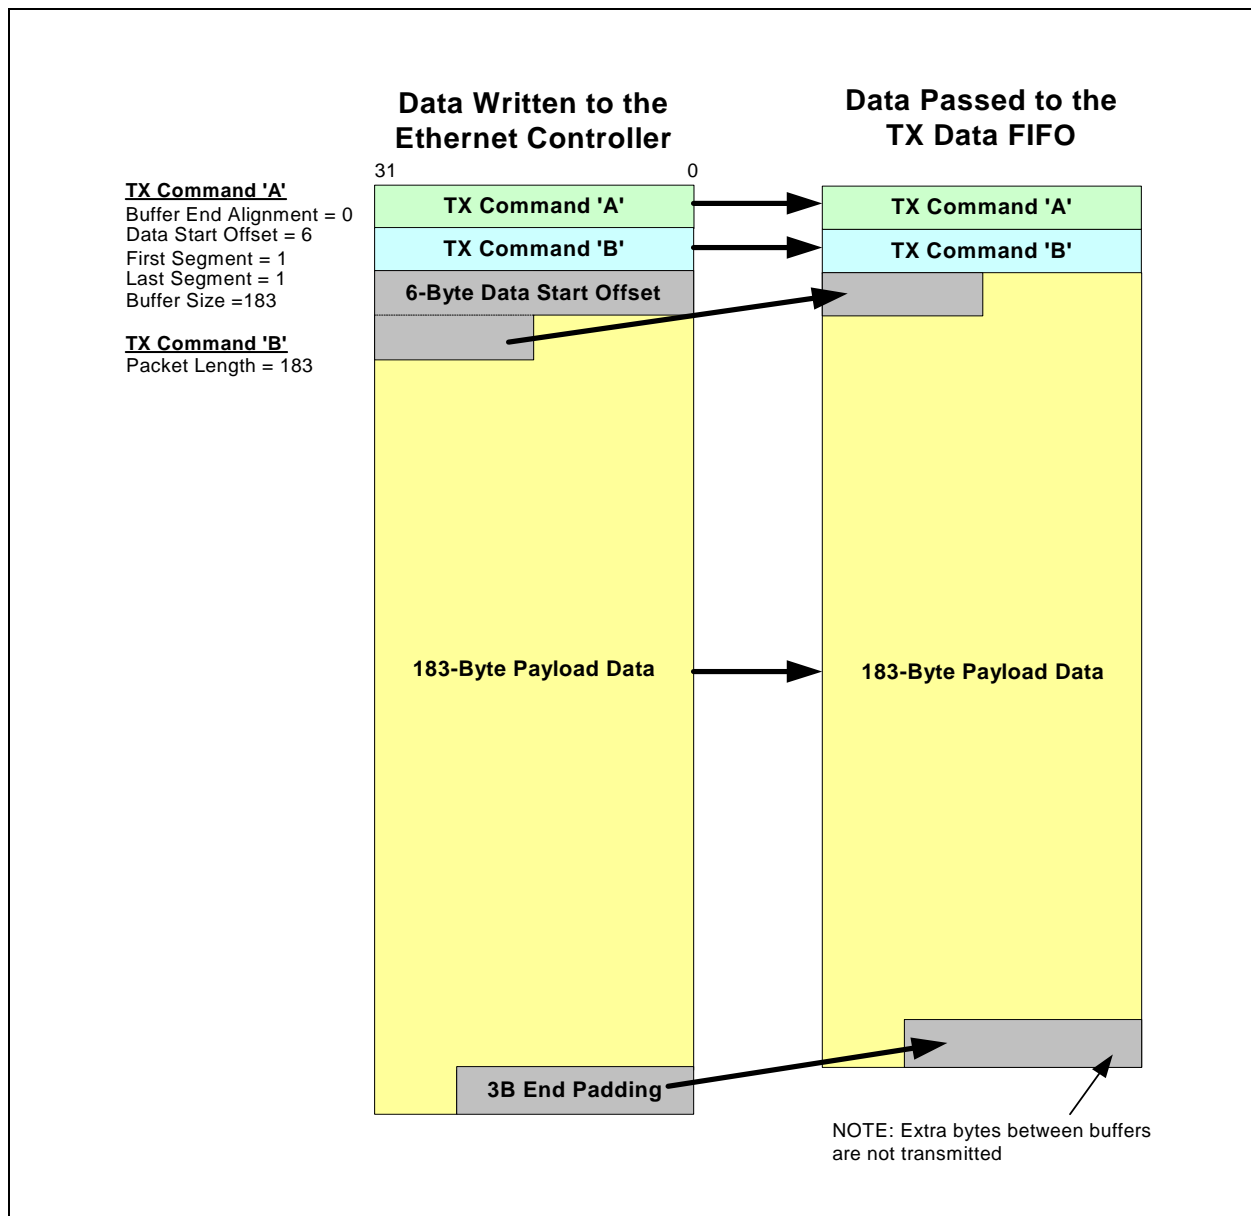 Data Written to the
Ethernet Controller
Data Passed to the
TX Data FIFO
31
0
TX Command 'A'
Buffer End Alignment = 0
Data Start Offset = 6
First Segment = 1
Last Segment = 1
Buffer Size =183
TX Command 'B'
Packet Length = 183
TX Command 'A'
TX Command 'B'
6-Byte Data Start Offset
183-Byte Payload Data
3B End Padding
TX Command 'A'
TX Command 'B'
183-Byte Payload Data
NOTE: Extra bytes between buffers
are not transmitted